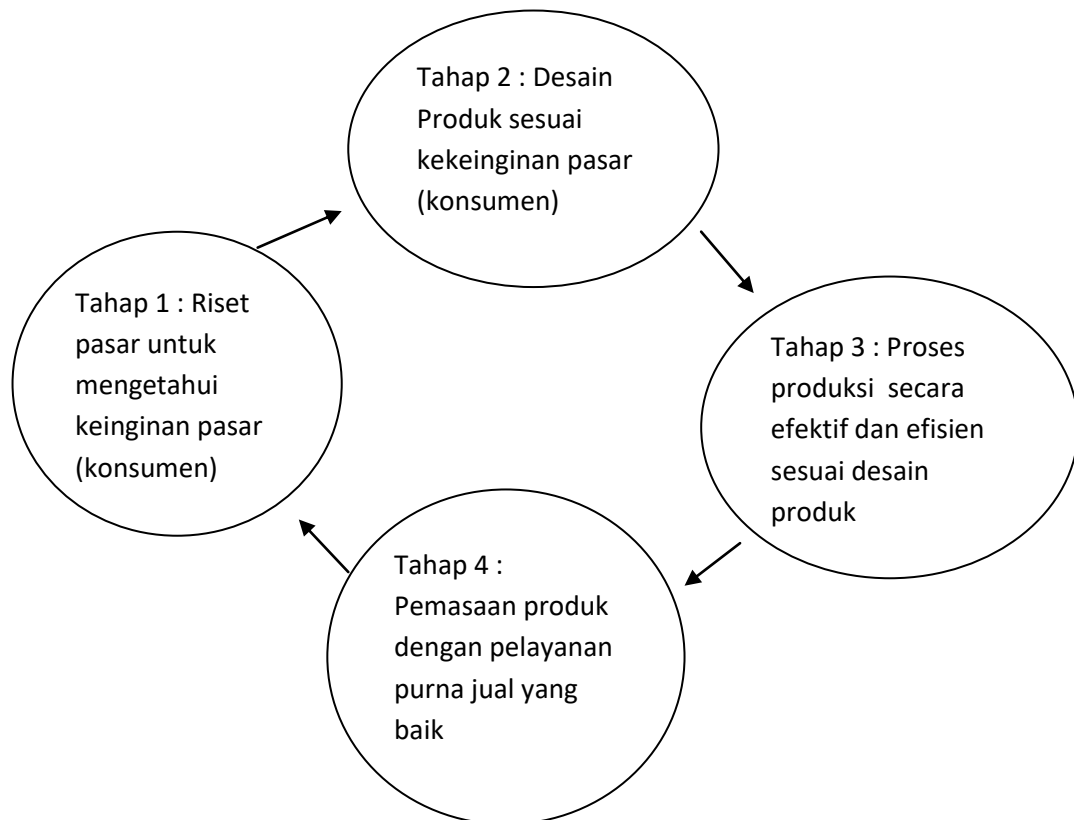 Tahap 1 : Riset
pasar untuk
mengetahui
keinginan pasar
(konsumen)
Tahap 2 : Desain
Produk sesuai
kekeinginan pasar
(konsumen)
Tahap 3 : Proses
produksi  secara
efektif dan efisien
sesuai desain
produk
Tahap 4 :
Pemasaan produk
dengan pelayanan
purna jual yang
baik